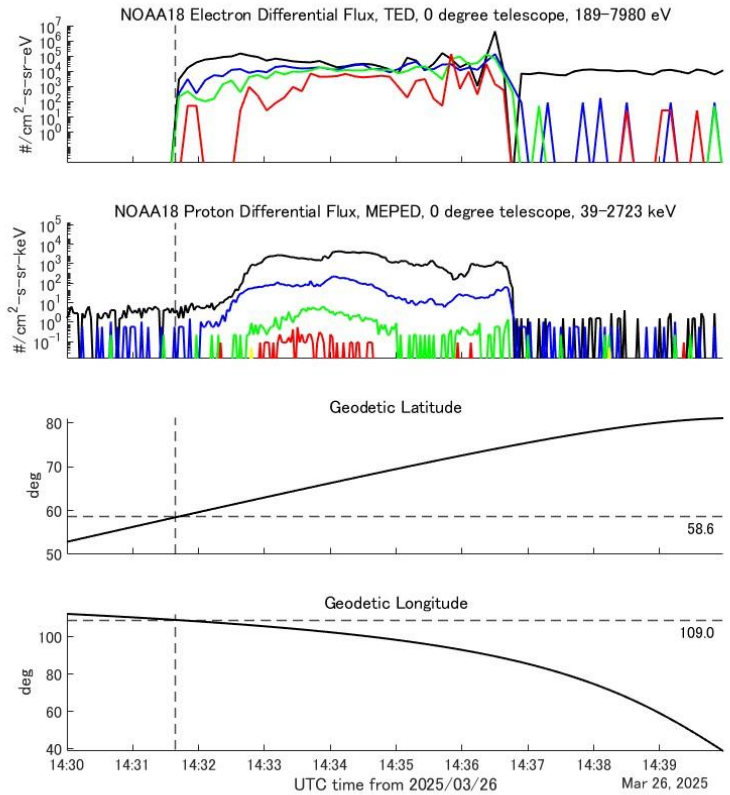 NOAA18 Electron Differential Flux, TED, 0 degree telescope, 189-7980 eV
10^6
10^5
10^4
10^3
10^2
10^1
10^0
#/cm^2-s-sr-eV
NOAA18 Proton Differential Flux, MEPED, 0 degree telescope, 39-2723 keV
10^5
10^4
10^3
10^2
10^1
10^0
10^-1
#/cm^2-s-sr-keV
Geodetic Latitude
80
70
60
50
deg
58.6
Geodetic Longitude
100
80
60
40
deg
109.0
14:30 14:31 14:32 14:33 14:34 14:35 14:36 14:37 14:38 14:39
UTC time from 2025/03/26
Mar 26, 2025